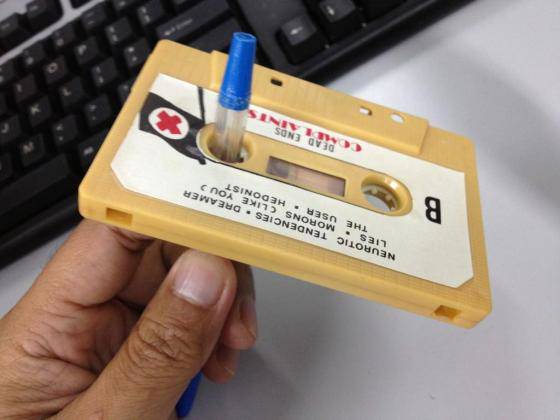 NEUROTIC TENDENCIES • DREAMER
LIES • MORONS (LIKE YOU)
THE USER • HEDONIST
B
DEAD ENDS
COMPLAINTS